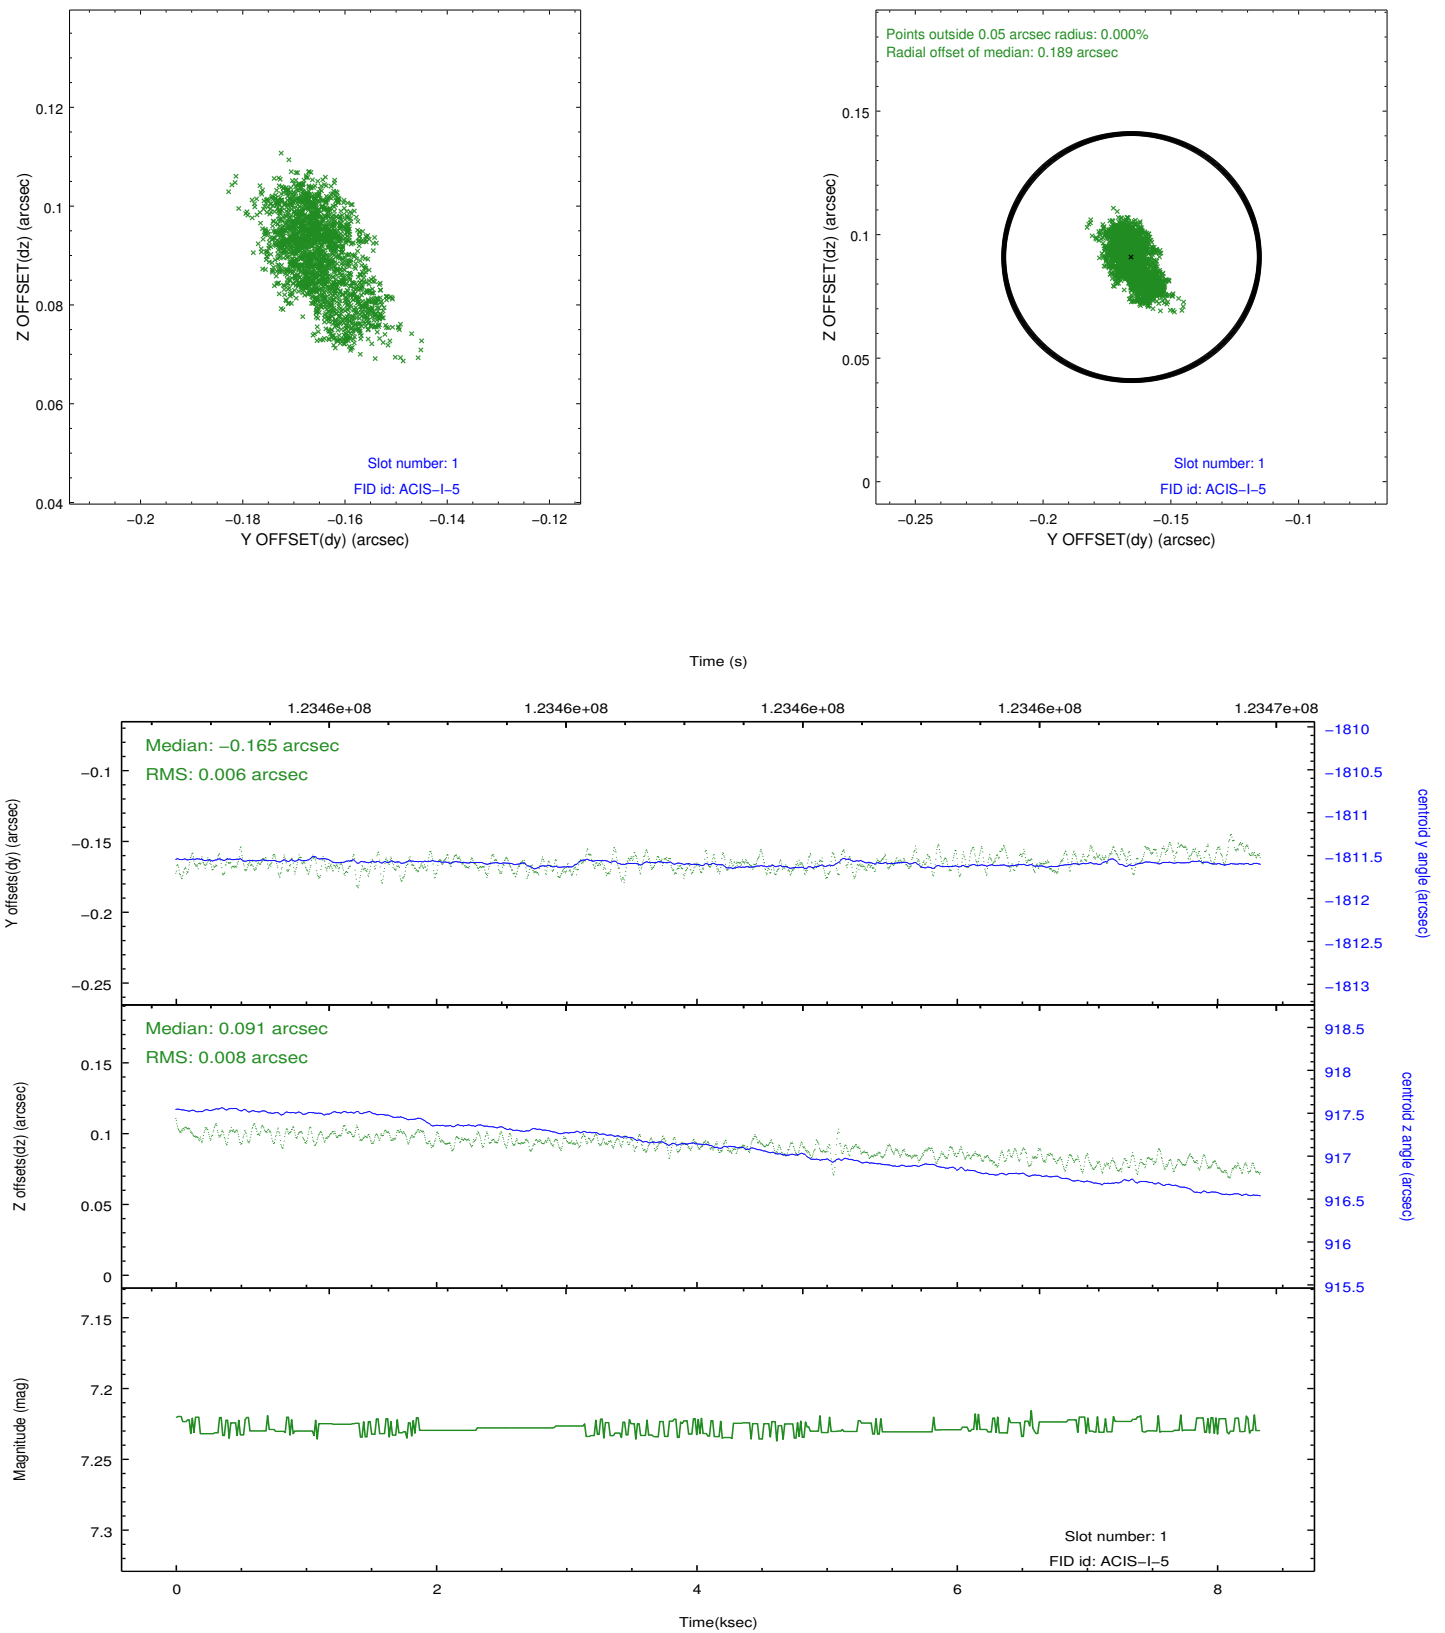 0.12
0.1
0.08
0.06
0.04
Z OFFSET(dz) (arcsec)
Slot number: 1
FID id: ACIS−I−5
−0.2
−0.18
−0.16
−0.14
−0.12
Y OFFSET(dy) (arcsec)
Points outside 0.05 arcsec radius: 0.000%
Radial offset of median: 0.189 arcsec
0.15
0.1
0.05
0
Z OFFSET(dz) (arcsec)
Slot number: 1
FID id: ACIS−I−5
−0.25
−0.2
−0.15
−0.1
Y OFFSET(dy) (arcsec)
Time (s)
1.2346e+08
1.2346e+08
1.2346e+08
1.2346e+08
1.2347e+08
Median: −0.165 arcsec
RMS: 0.006 arcsec
−0.1
−0.15
−0.2
−0.25
Y offsets(dy) (arcsec)
−1810
−1810.5
−1811
−1811.5
−1812
−1812.5
−1813
centroid y angle (arcsec)
Median: 0.091 arcsec
RMS: 0.008 arcsec
0.15
0.1
0.05
0
Z offsets(dz) (arcsec)
918.5
918
917.5
917
916.5
916
915.5
centroid z angle (arcsec)
7.15
7.2
7.25
7.3
Magnitude (mag)
Slot number: 1
FID id: ACIS−I−5
0
2
4
6
8
Time(ksec)